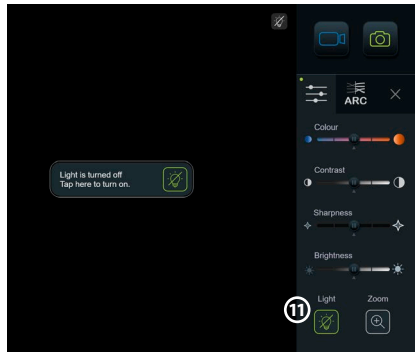 ARC
Colour
Light is turned off
Tap here to turn on.
Contrast
Sharpness
Brightness
Light Zoom
11